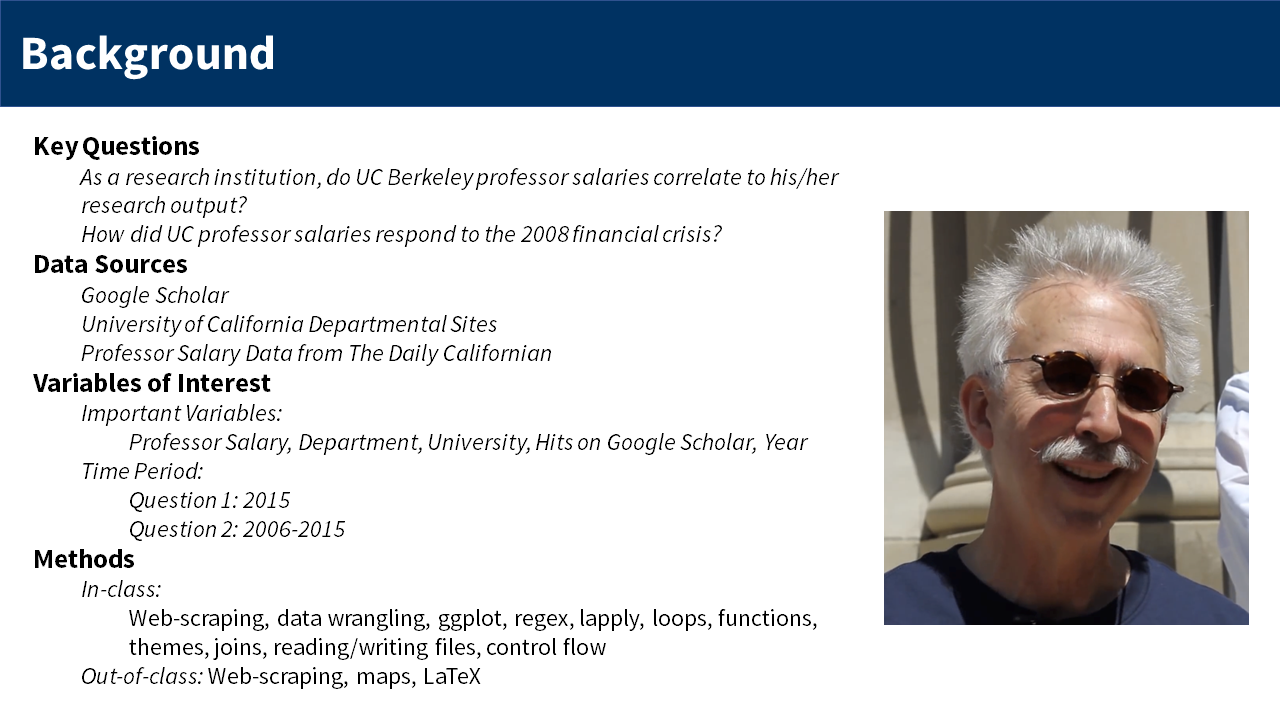 Background
Key Questions
As a research institution, do UC Berkeley professor salaries correlate to his/her
research output?
How did UC professor salaries respond to the 2008 financial crisis?
Data Sources
Google Scholar
University of California Departmental Sites
Professor Salary Data from The Daily Californian
Variables of Interest
Important Variables:
Professor Salary, Department, University, Hits on Google Scholar, Year
Time Period:
Question 1: 2015
Question 2: 2006-2015
Methods
In-class:
Web-scraping, data wrangling, ggplot, regex, lapply, loops, functions,
themes, joins, reading/writing files, control flow
Out-of-class: Web-scraping, maps, LaTeX